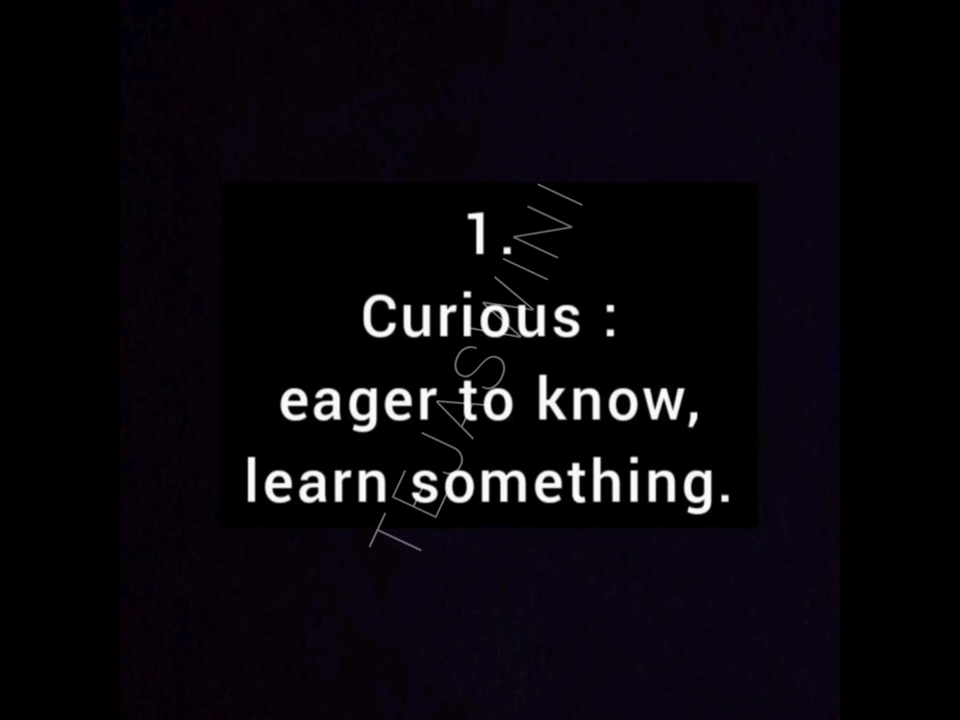 1.
Curious :
eager to know,
learn something.
TEJASWINI